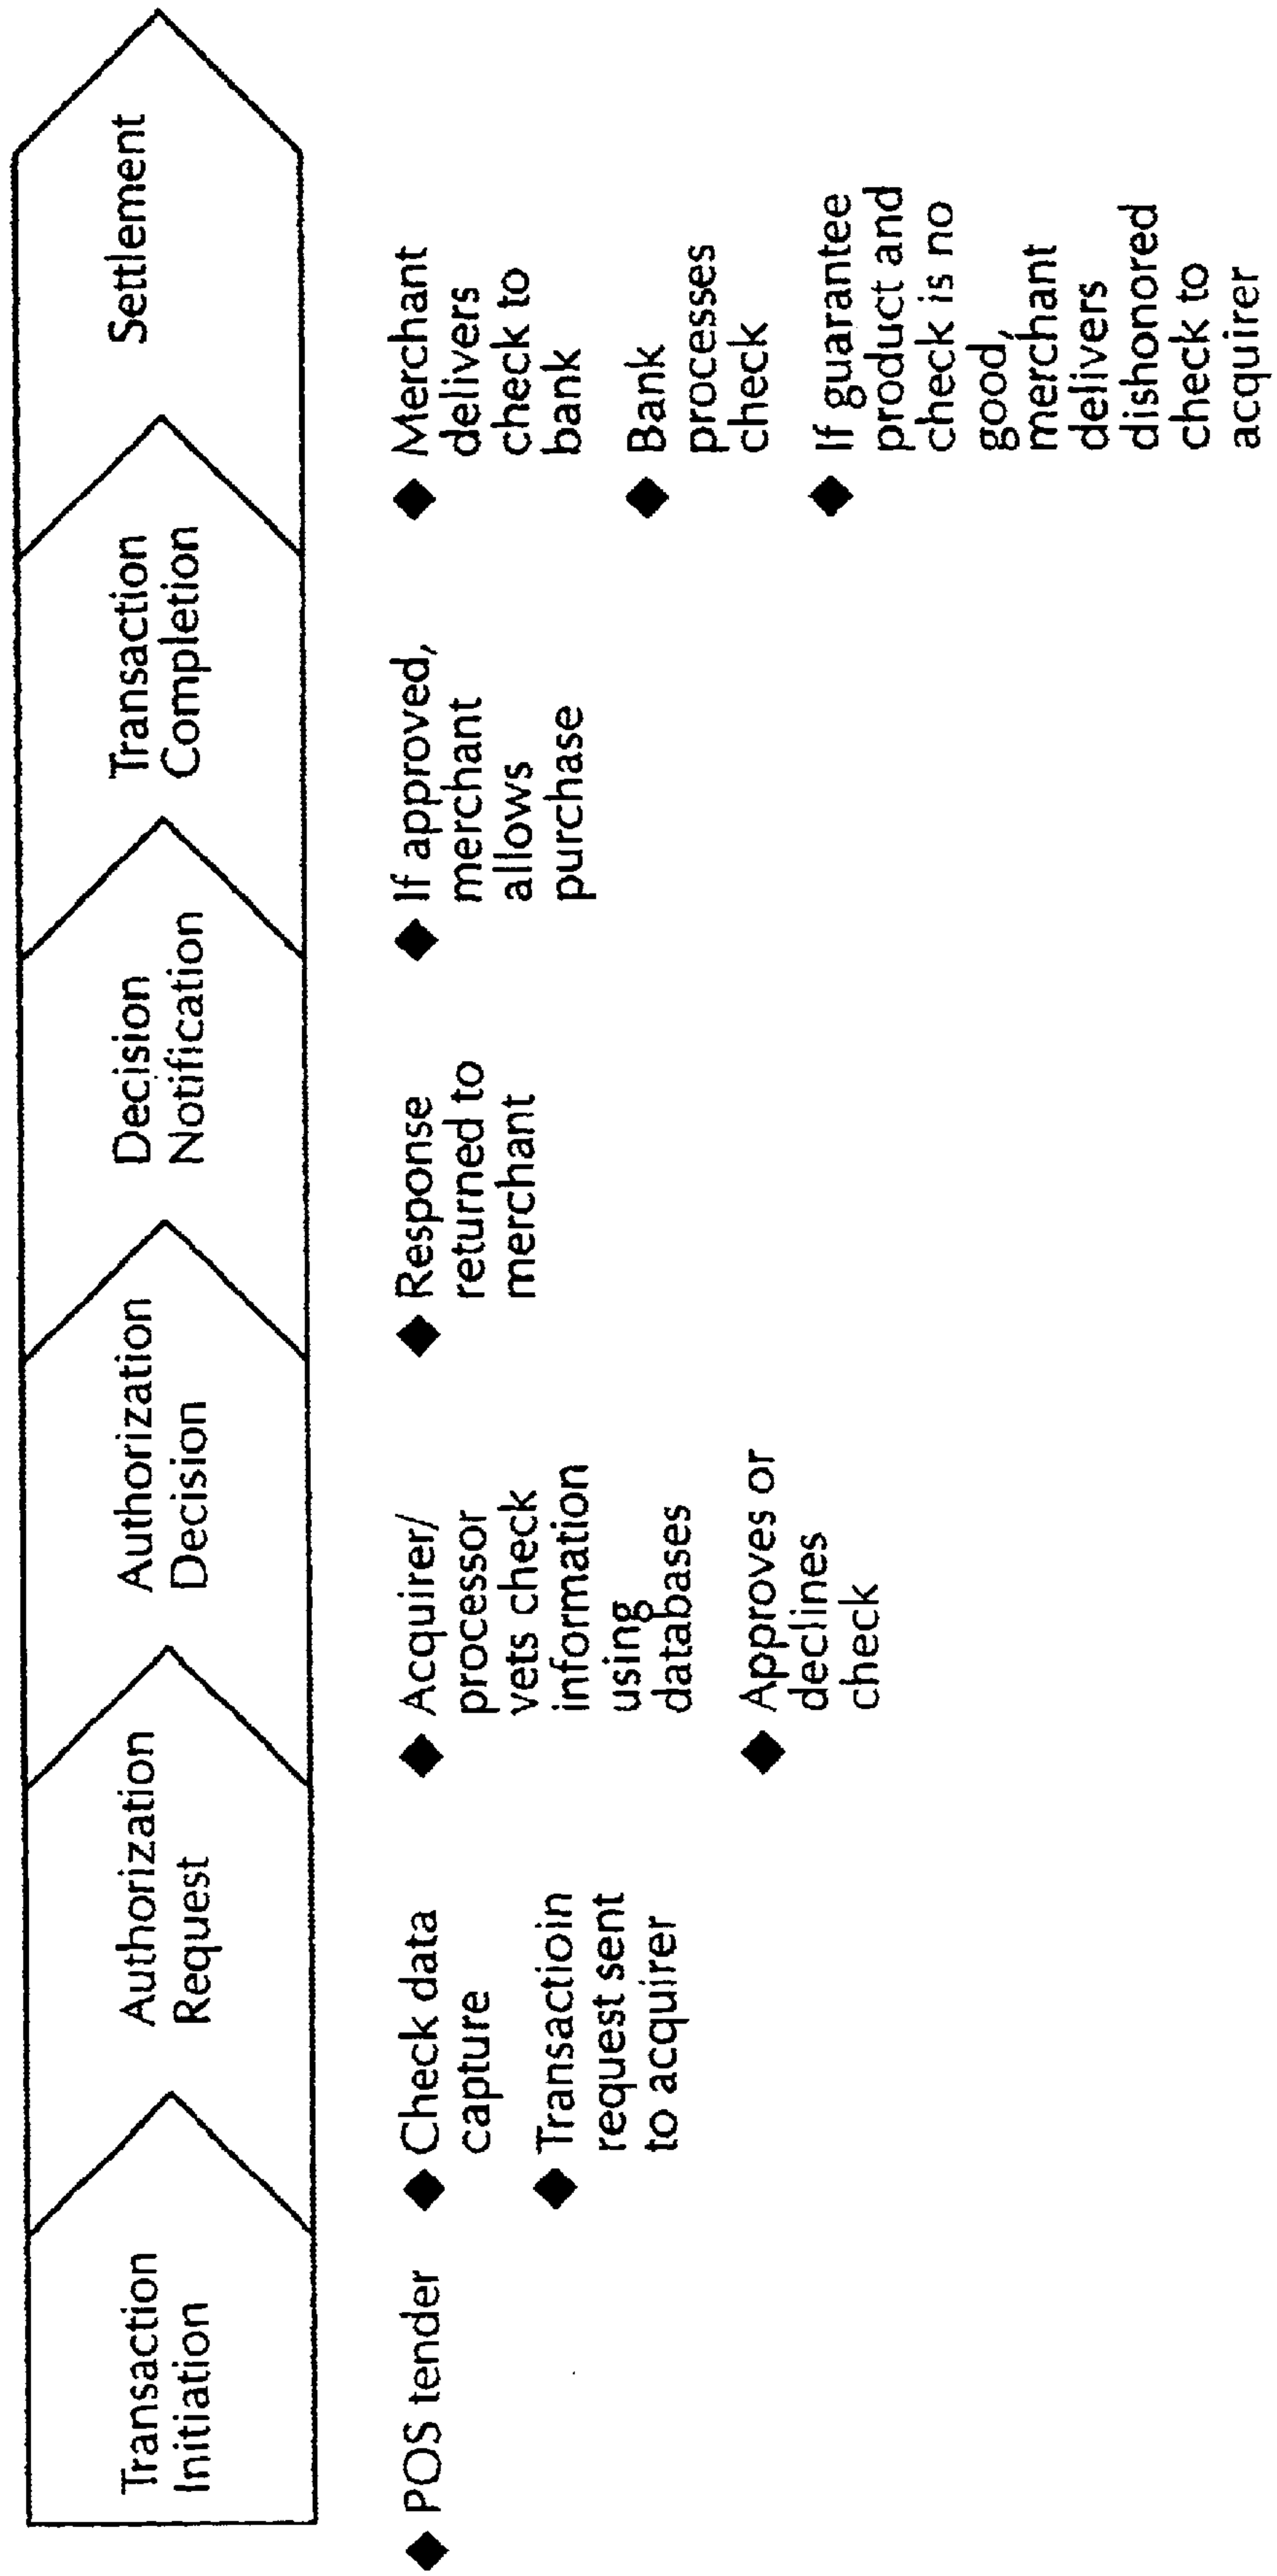 Transaction
Initiation
Authorization
Request
Authorization
Decision
Decision
Notification
Transaction
Completion
Settlement
◆ POS tender
◆ Check data
capture
◆ Transactioin
request sent
to acquirer
◆ Acquirer/
processor
vets check
information
using
databases
◆ Approves or
declines
check
◆ Response
returned to
merchant
◆ If approved,
merchant
allows
purchase
◆ Merchant
delivers
check to
bank
◆ Bank
processes
check
◆ If guarantee
product and
check is no
good,
merchant
delivers
dishonored
check to
acquirer